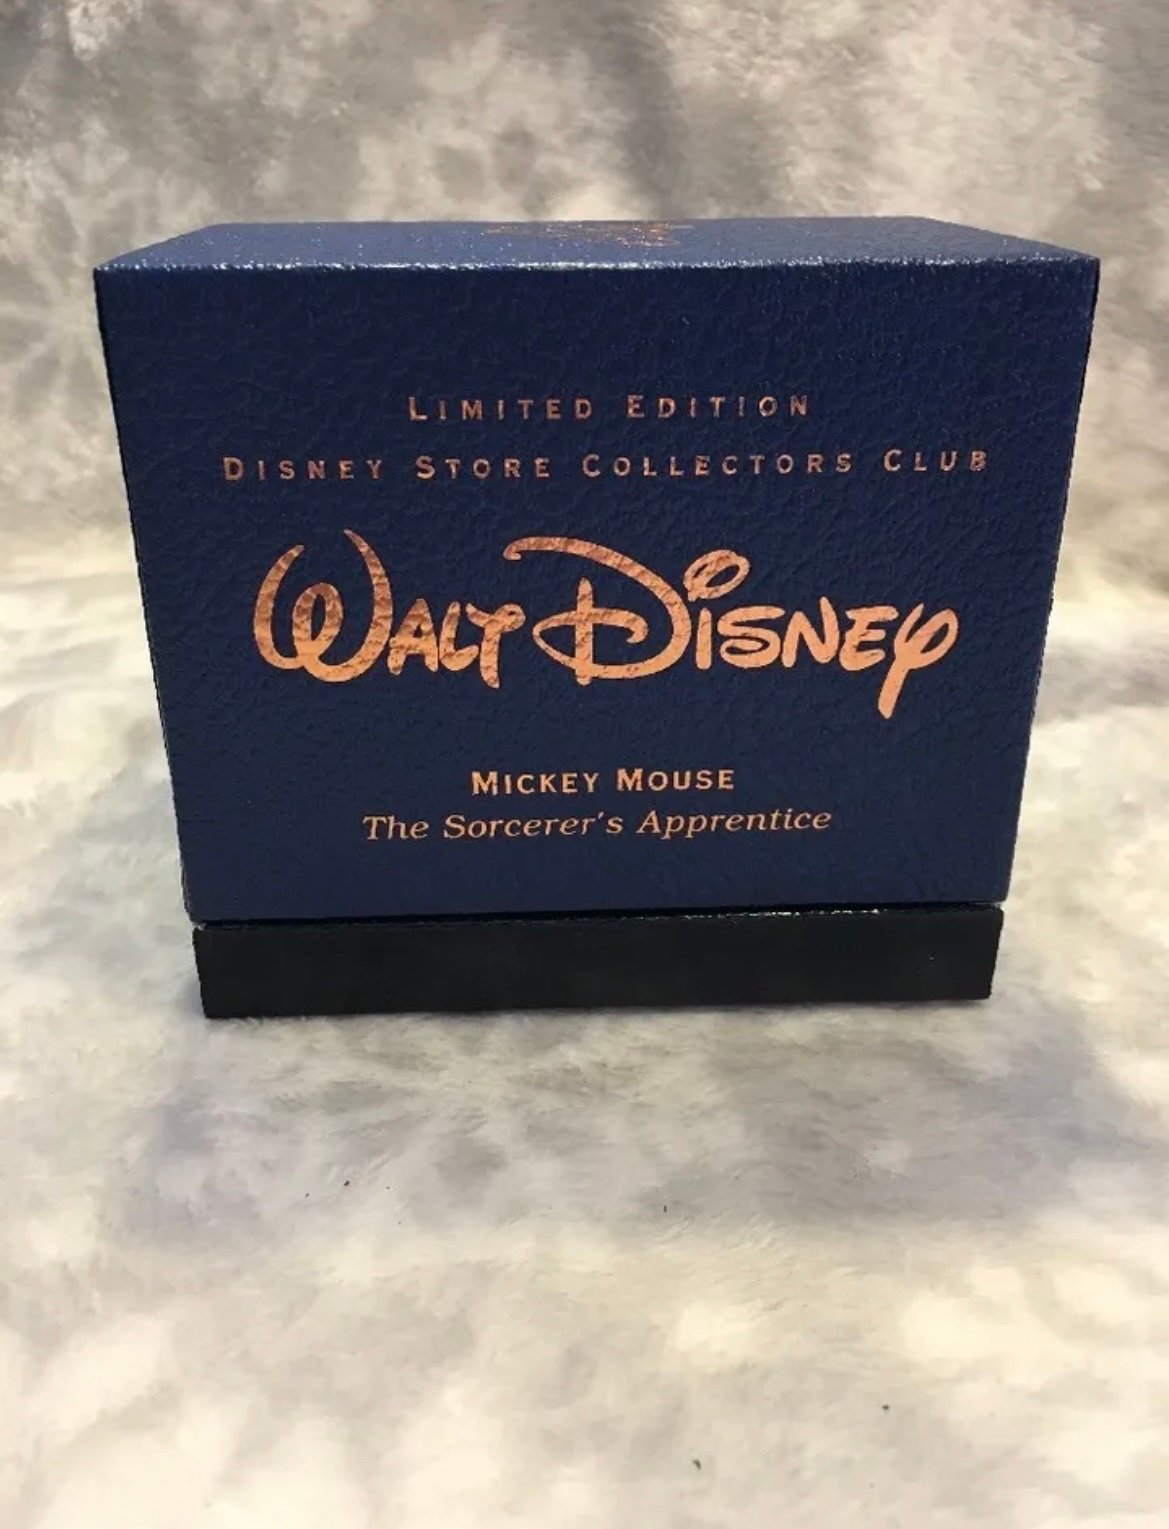 LIMITED EDITION
DISNEY STORE COLLECTORS CLUB
WALT DISNEY
MICKEY MOUSE
The Sorcerer's Apprentice